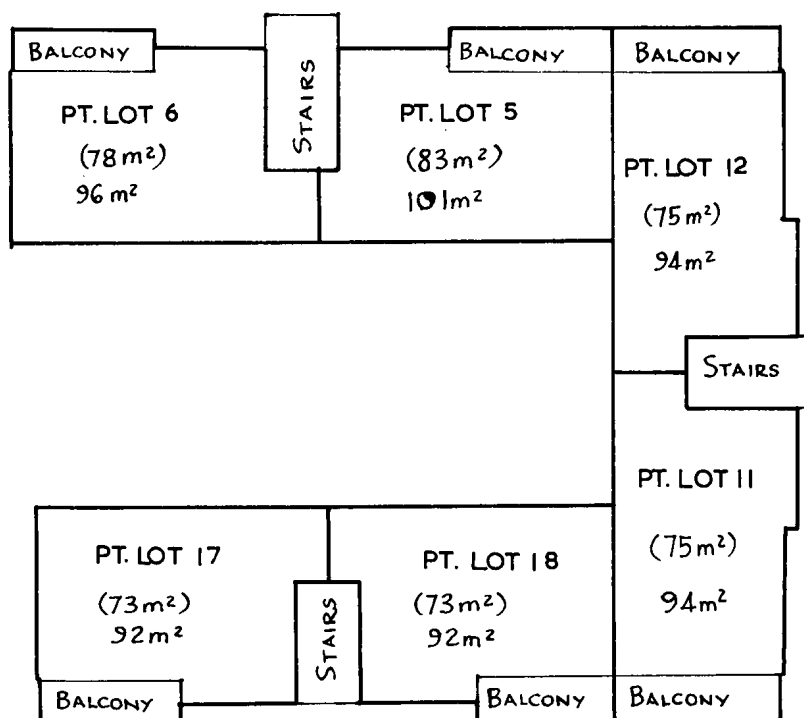 BALCONY
BALCONY
BALCONY
STAIRS
PT. LOT 6
(78m²)
96m²
PT. LOT 5
(83m²)
101m²
PT. LOT 12
(75m²)
94m²
STAIRS
PT. LOT 11
(75m²)
94m²
PT. LOT 17
(73m²)
92m²
STAIRS
PT. LOT 18
(73m²)
92m²
BALCONY
BALCONY
BALCONY